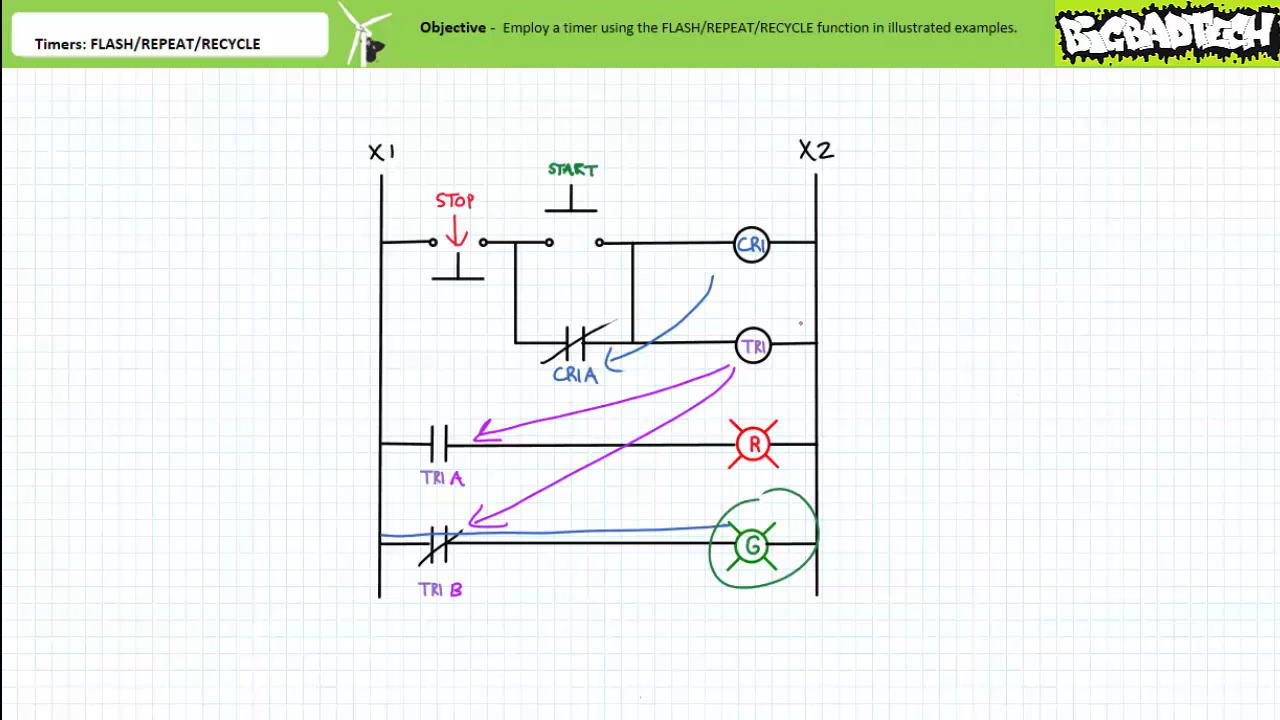 Timers: FLASH/REPEAT/RECYCLE
Objective - Employ a timer using the FLASH/REPEAT/RECYCLE function in illustrated examples.
BIGBADTECH
X1
X2
START
STOP
CR1
TR1
CR1A
R
TR1 A
G
TR1 B